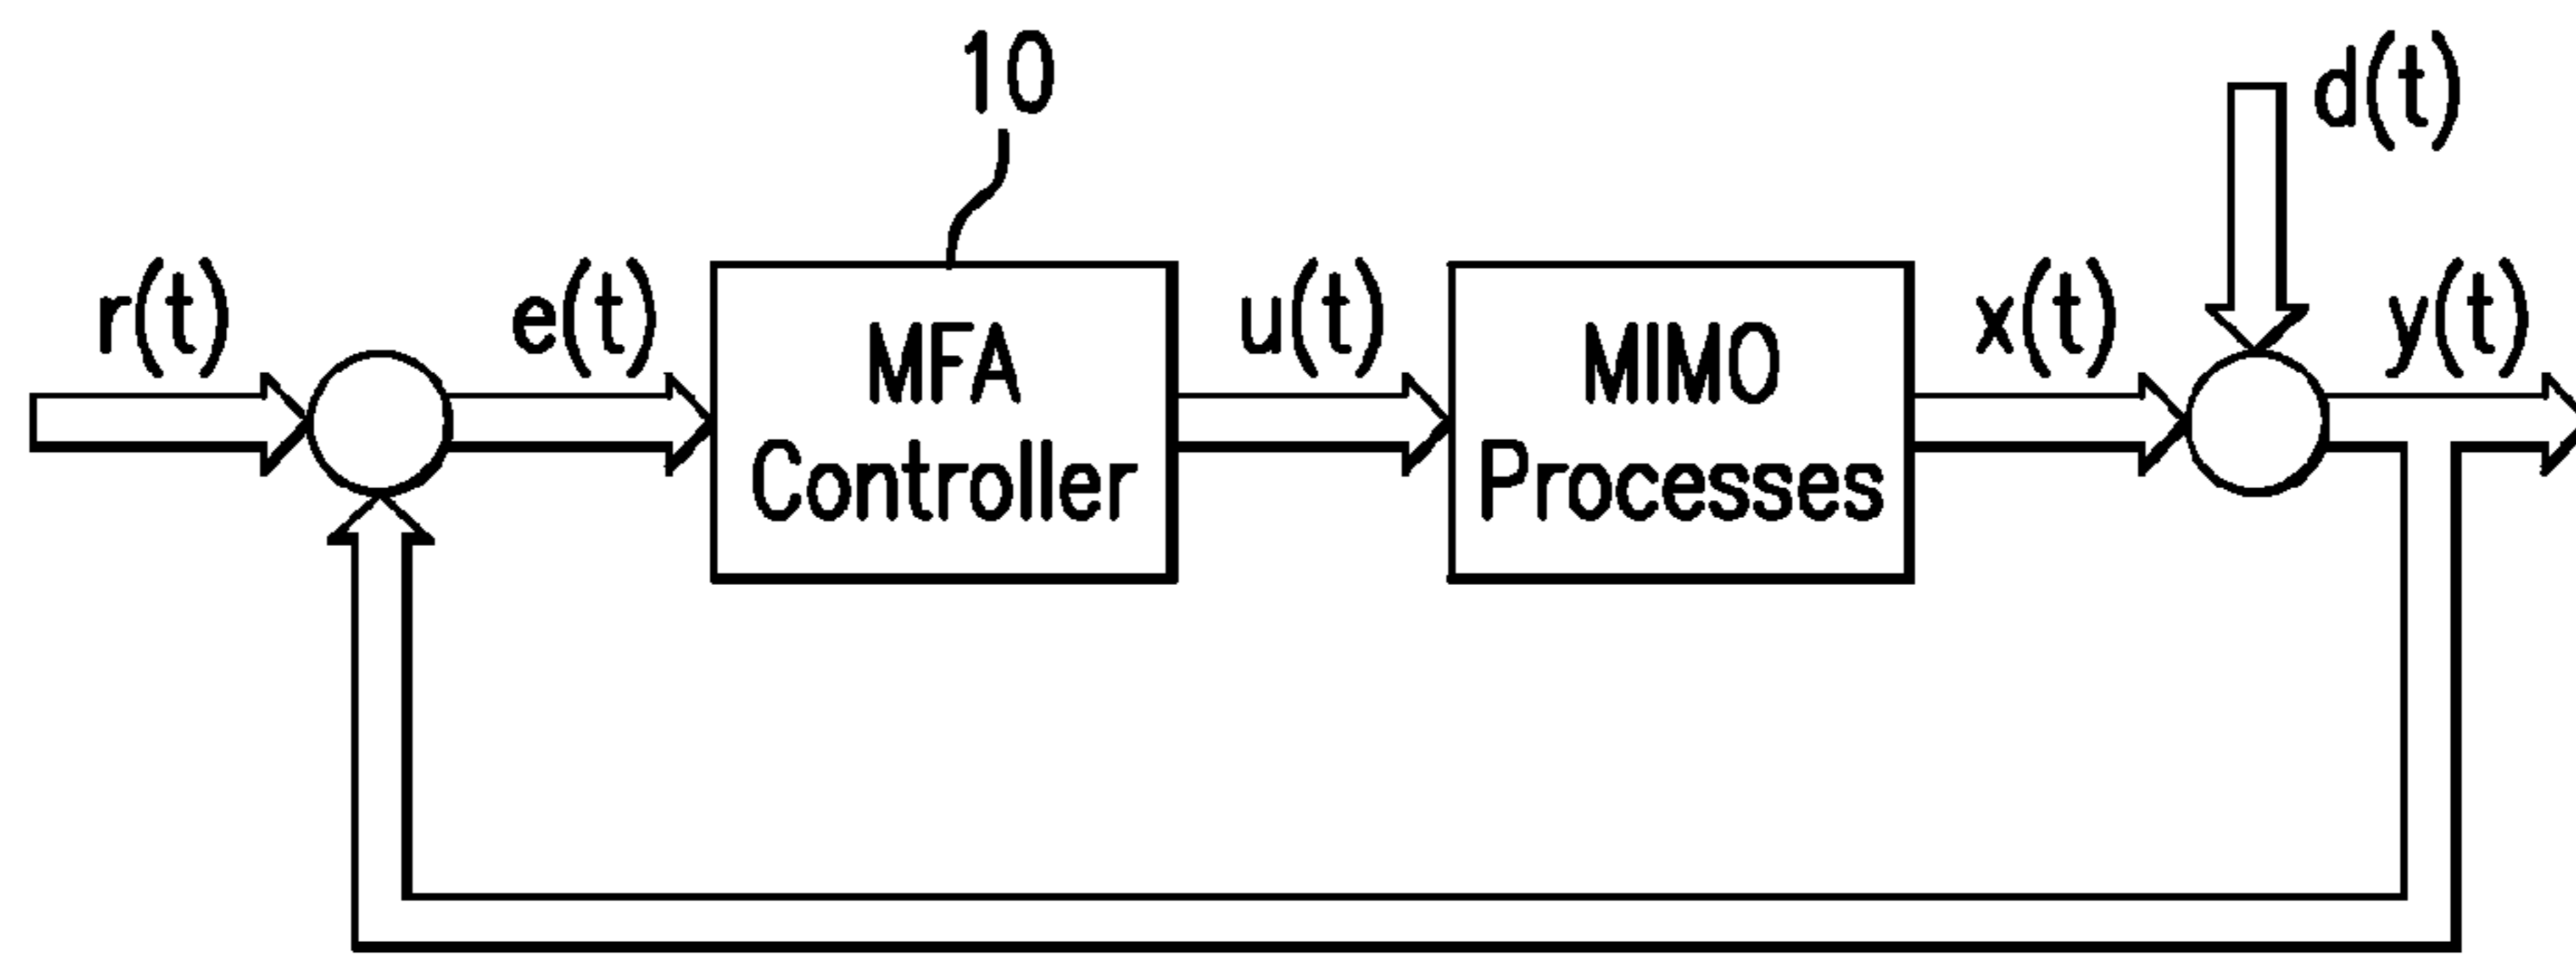 10
d(t)
r(t)
e(t)
u(t)
x(t)
y(t)
MFA
Controller
MIMO
Processes